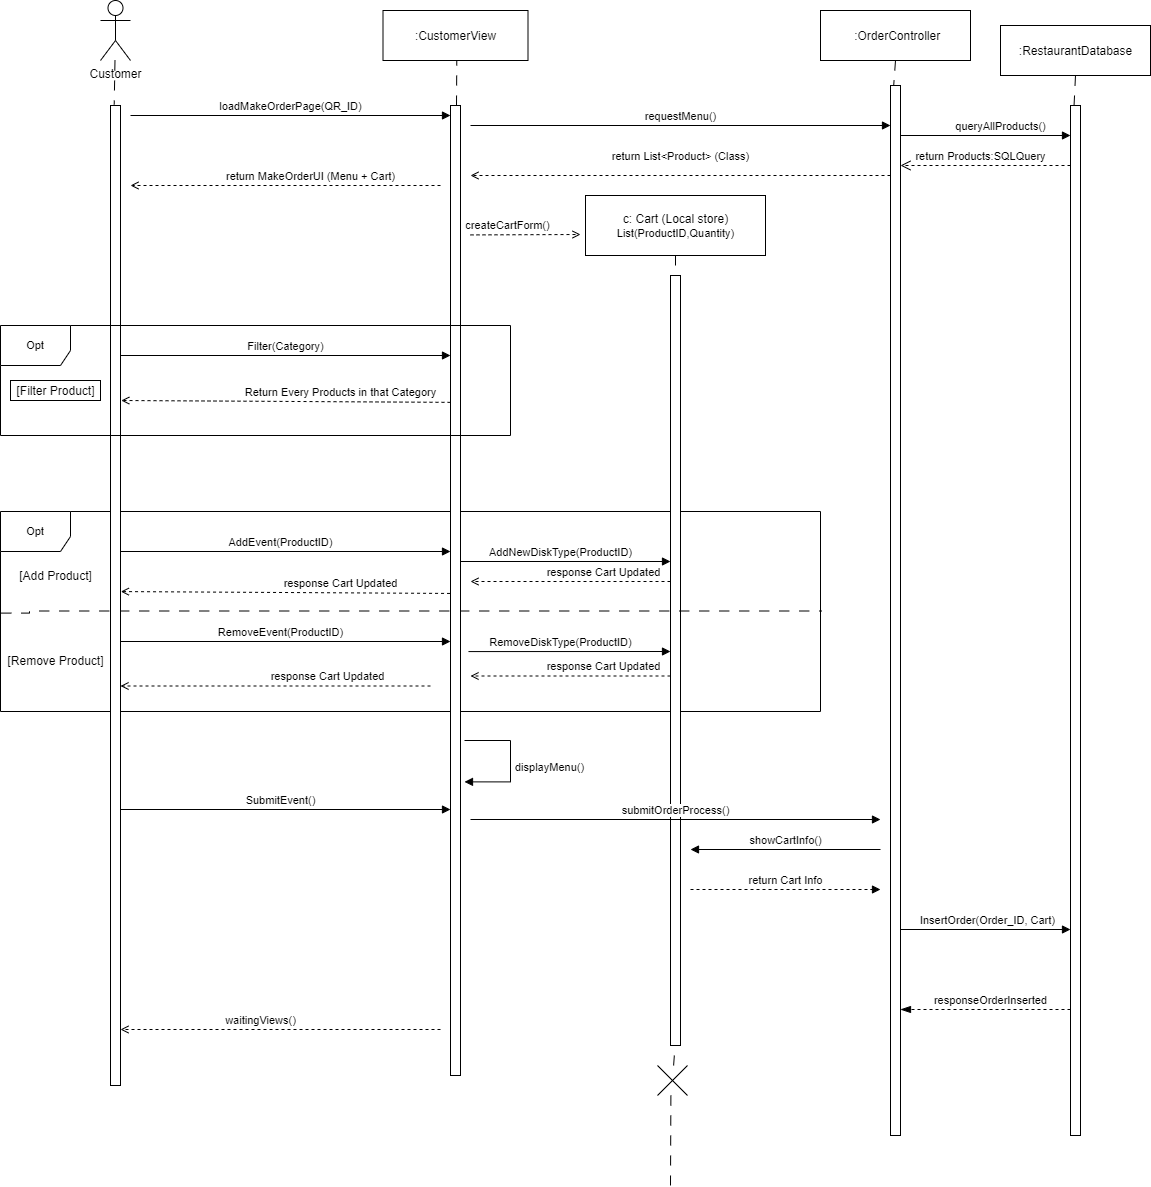 :CustomerView
:OrderController
:RestaurantDatabase
Customer
loadMakeOrderPage(QR_ID)
requestMenu()
queryAllProducts()
return List<Product> (Class)
return Products:SQLQuery
return MakeOrderUI (Menu + Cart)
createCartForm()
c: Cart (Local store)
List(ProductID,Quantity)
Opt
Filter(Category)
[Filter Product]
Return Every Products in that Category
Opt
AddEvent(ProductID)
AddNewDiskType(ProductID)
[Add Product]
response Cart Updated
response Cart Updated
RemoveEvent(ProductID)
RemoveDiskType(ProductID)
[Remove Product]
response Cart Updated
response Cart Updated
displayMenu()
SubmitEvent()
submitOrderProcess()
showCartInfo()
return Cart Info
InsertOrder(Order_ID, Cart)
responseOrderInserted
waitingViews()